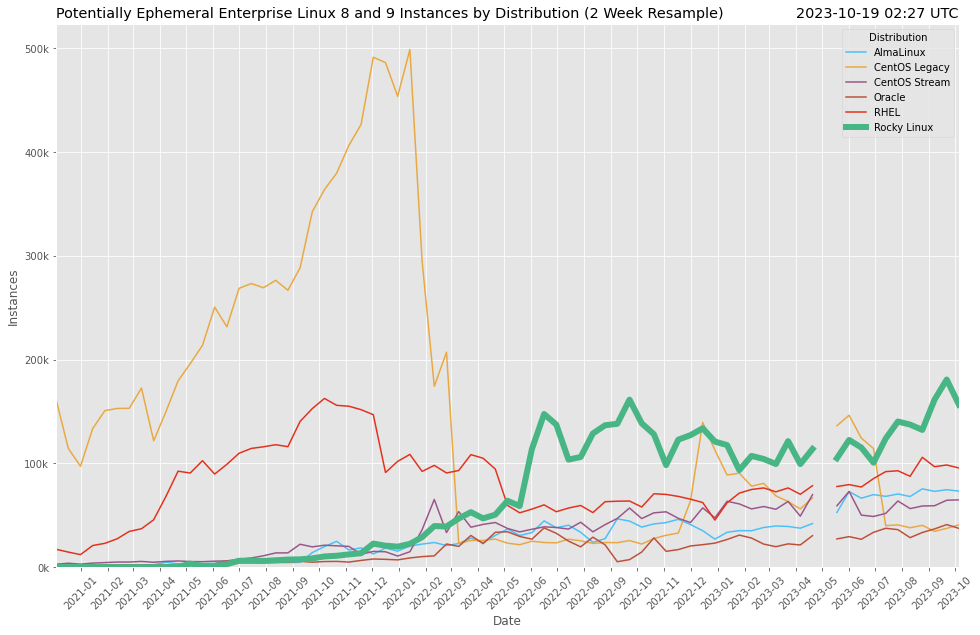 Potentially Ephemeral Enterprise Linux 8 and 9 Instances by Distribution (2 Week Resample) 2023-10-19 02:27 UTC
Distribution
AlmaLinux
CentOS Legacy
CentOS Stream
Oracle
RHEL
Rocky Linux
500k
400k
300k
200k
100k
0k
Instances
2021-01 2021-02 2021-03 2021-04 2021-05 2021-06 2021-07 2021-08 2021-09 2021-10 2021-11 2021-12 2022-01 2022-02 2022-03 2022-04 2022-05 2022-06 2022-07 2022-08 2022-09 2022-10 2022-11 2022-12 2023-01 2023-02 2023-03 2023-04 2023-05 2023-06 2023-07 2023-08 2023-09 2023-10
Date